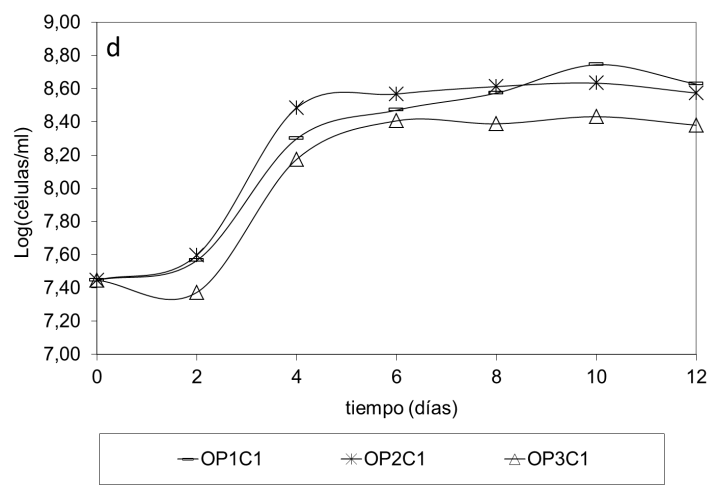 d
Log(células/ml)
9,00
8,80
8,60
8,40
8,20
8,00
7,80
7,60
7,40
7,20
7,00
0 2 4 6 8 10 12
tiempo (días)
OP1C1 OP2C1 OP3C1